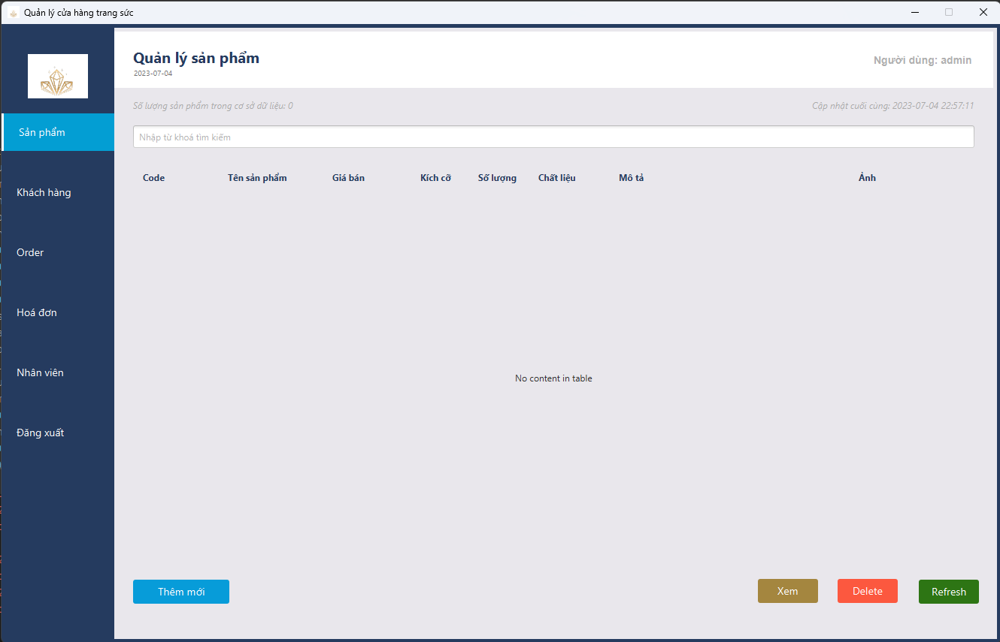 Quản lý cửa hàng trang sức
Quản lý sản phẩm
2023-07-04
Người dùng: admin
Số lượng sản phẩm trong cơ sở dữ liệu: 0
Cập nhật cuối cùng: 2023-07-04 22:57:11
Nhập từ khoá tìm kiếm
Code Tên sản phẩm Giá bán Kích cỡ Số lượng Chất liệu Mô tả Ảnh
No content in table
Sản phẩm
Khách hàng
Order
Hoá đơn
Nhân viên
Đăng xuất
Thêm mới Xem Delete Refresh